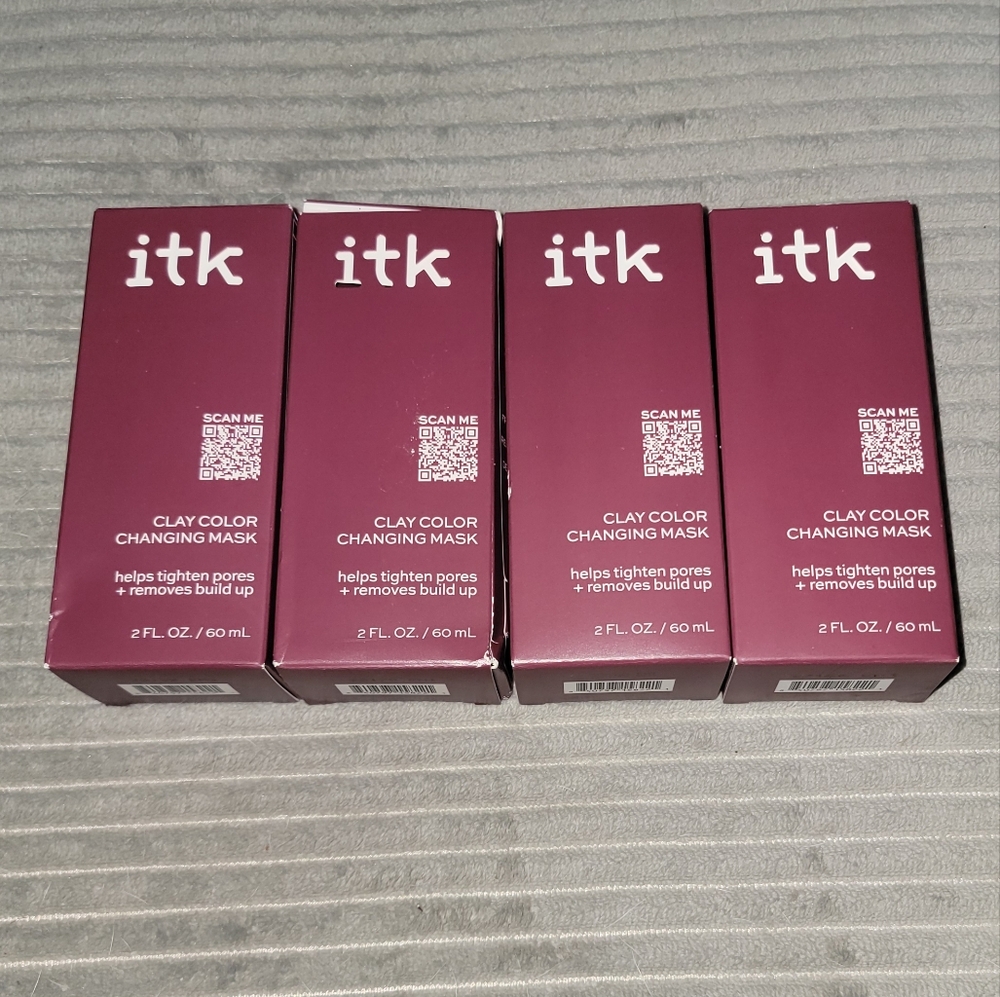 itk
SCAN ME
CLAY COLOR
CHANGING MASK
helps tighten pores
+ removes build up
2 FL. OZ. / 60 mL
itk
SCAN ME
CLAY COLOR
CHANGING MASK
helps tighten pores
+ removes build up
2 FL. OZ. / 60 mL
itk
SCAN ME
CLAY COLOR
CHANGING MASK
helps tighten pores
+ removes build up
2 FL. OZ. / 60 mL
itk
SCAN ME
CLAY COLOR
CHANGING MASK
helps tighten pores
+ removes build up
2 FL. OZ. / 60 mL